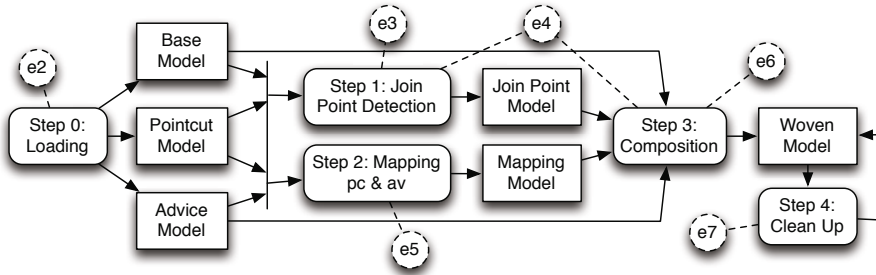 e2
e3
e4
e6
Base
Model
Step 0:
Loading
Pointcut
Model
Advice
Model
Step 1: Join
Point Detection
Join Point
Model
Step 2: Mapping
pc & av
Mapping
Model
Step 3:
Composition
Woven
Model
Step 4:
Clean Up
e5
e7